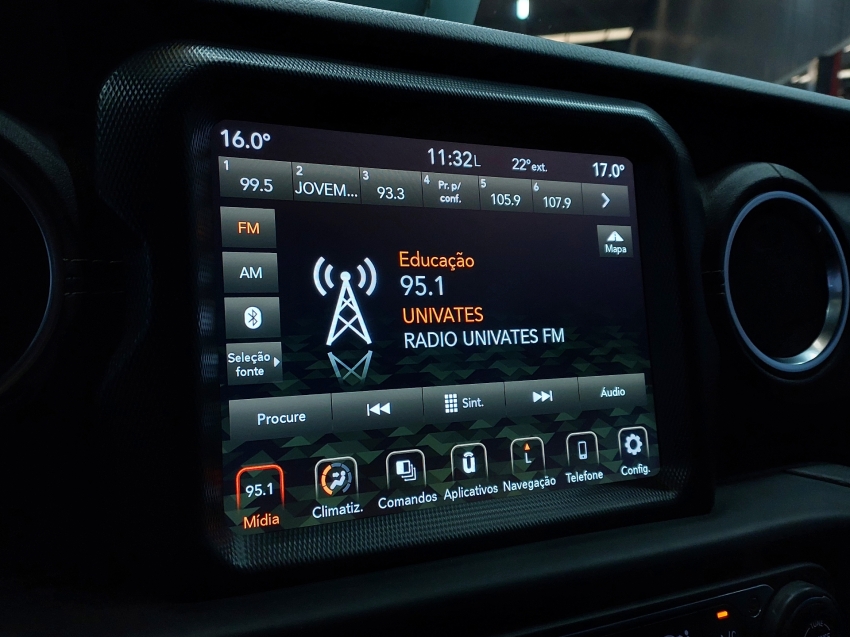 16.0°
11:32L
22°ext.
17.0°
1
99.5
2
JOVEM...
3
93.3
4
Pr. p/
conf.
5
105.9
6
107.9
FM
AM
Seleção
fonte
Mapa
Educação
95.1
UNIVATES
RADIO UNIVATES FM
Procure
Sint.
Áudio
95.1
Mídia
Climatiz.
Comandos
Aplicativos
L
Navegação
Telefone
Config.